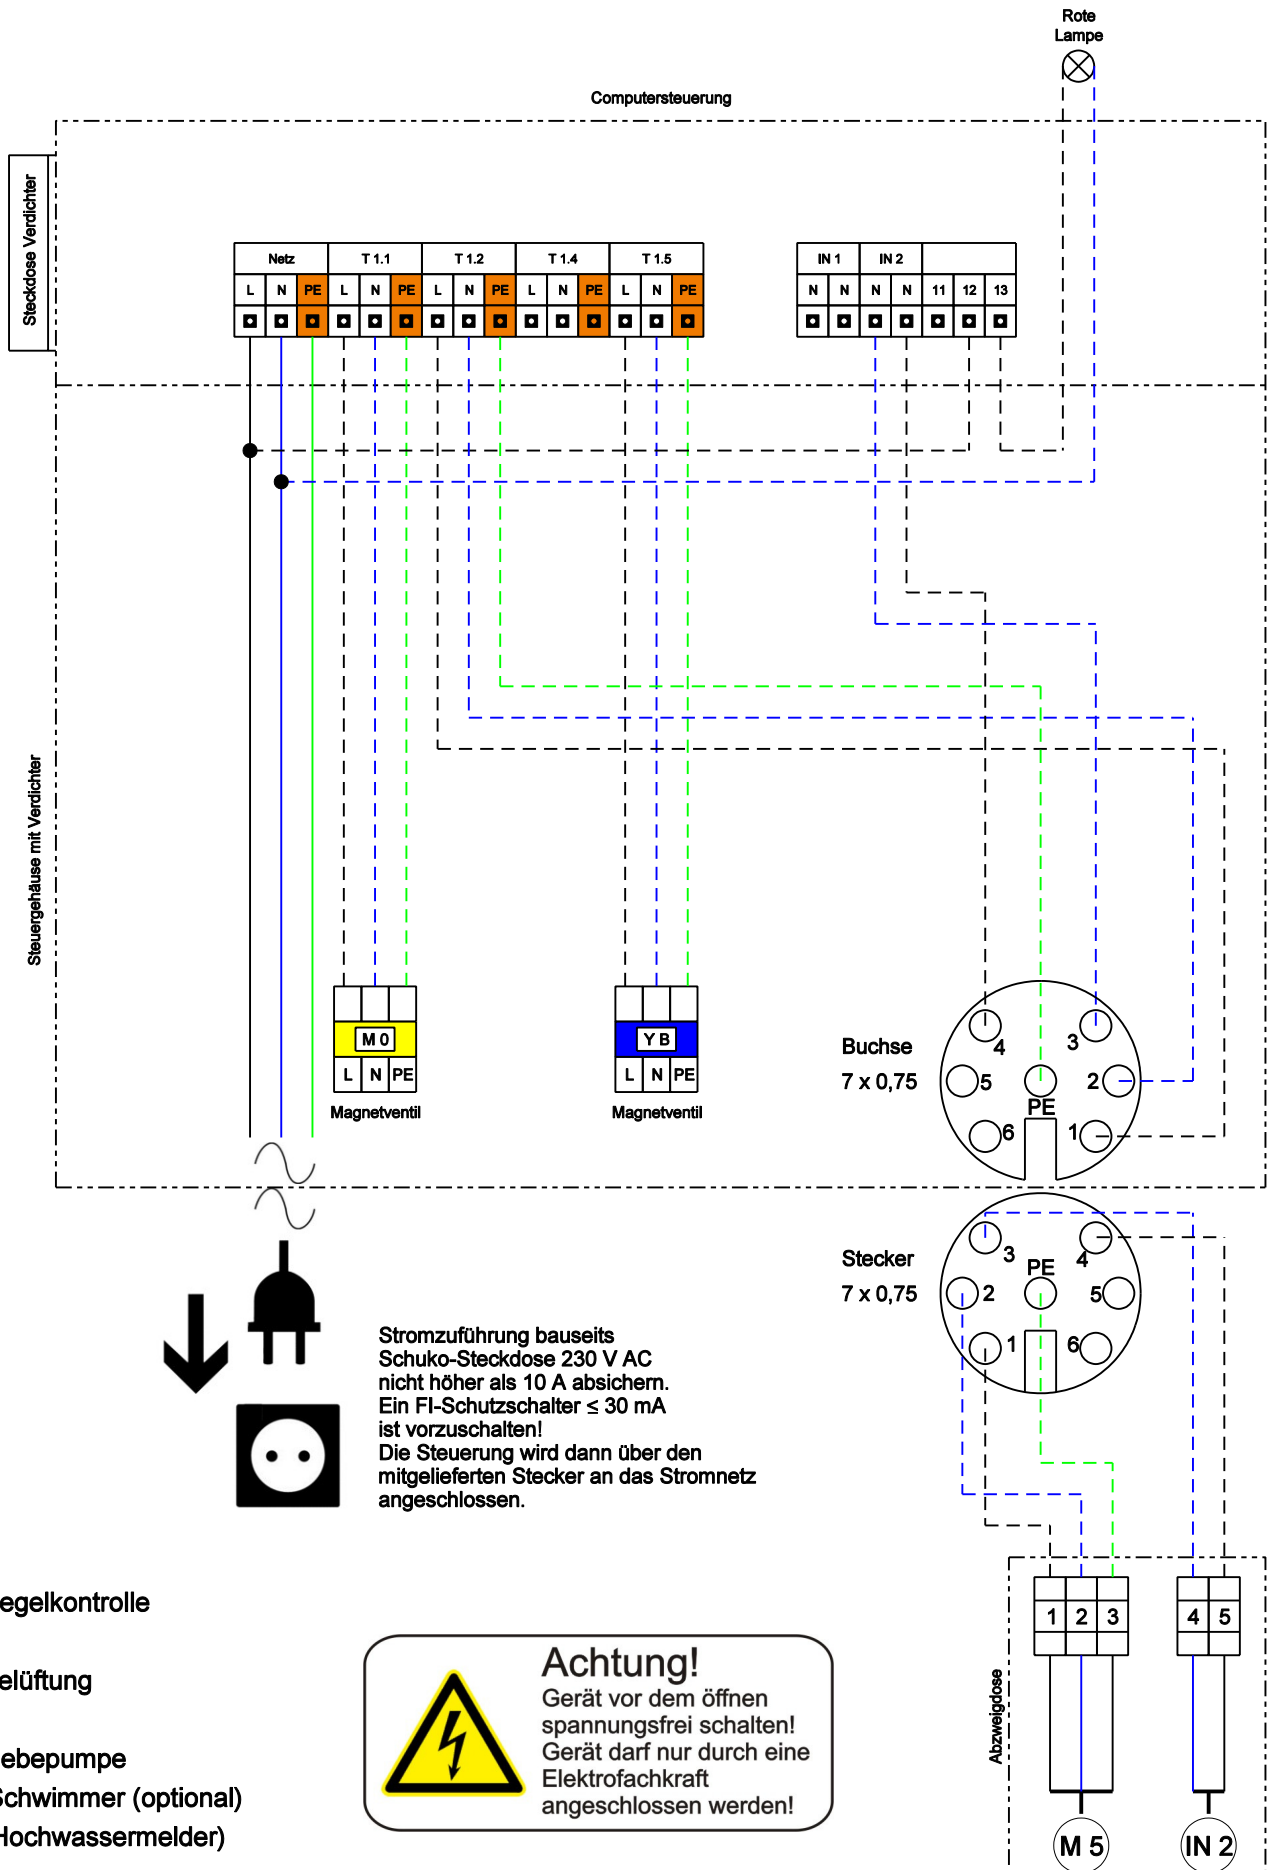 Rote
Lampe
Computersteuerung
Steckdose Verdichter
Netz T 1.1 T 1.2 T 1.4 T 1.5
L N PE L N PE L N PE L N PE L N PE
IN 1 IN 2
N N N N 11 12 13
Steuergehäuse mit Verdichter
M 0
L N PE
Magnetventil
Y B
L N PE
Magnetventil
Buchse
7 x 0,75
4 3
5 2
PE
6 1
Stecker
7 x 0,75
3 4
PE
2 5
1 6
Stromzuführung bauseits
Schuko-Steckdose 230 V AC
nicht höher als 10 A absichern.
Ein FI-Schutzschalter ≤ 30 mA
ist vorzuschalten!
Die Steuerung wird dann über den
mitgelieferten Stecker an das Stromnetz
angeschlossen.
egelkontrolle
elüftung
ebepumpe
Schwimmer (optional)
Hochwassermelder)
Achtung!
Gerät vor dem öffnen
spannungsfrei schalten!
Gerät darf nur durch eine
Elektrofachkraft
angeschlossen werden!
Abzweigdose
1 2 3 4 5
M 5 IN 2